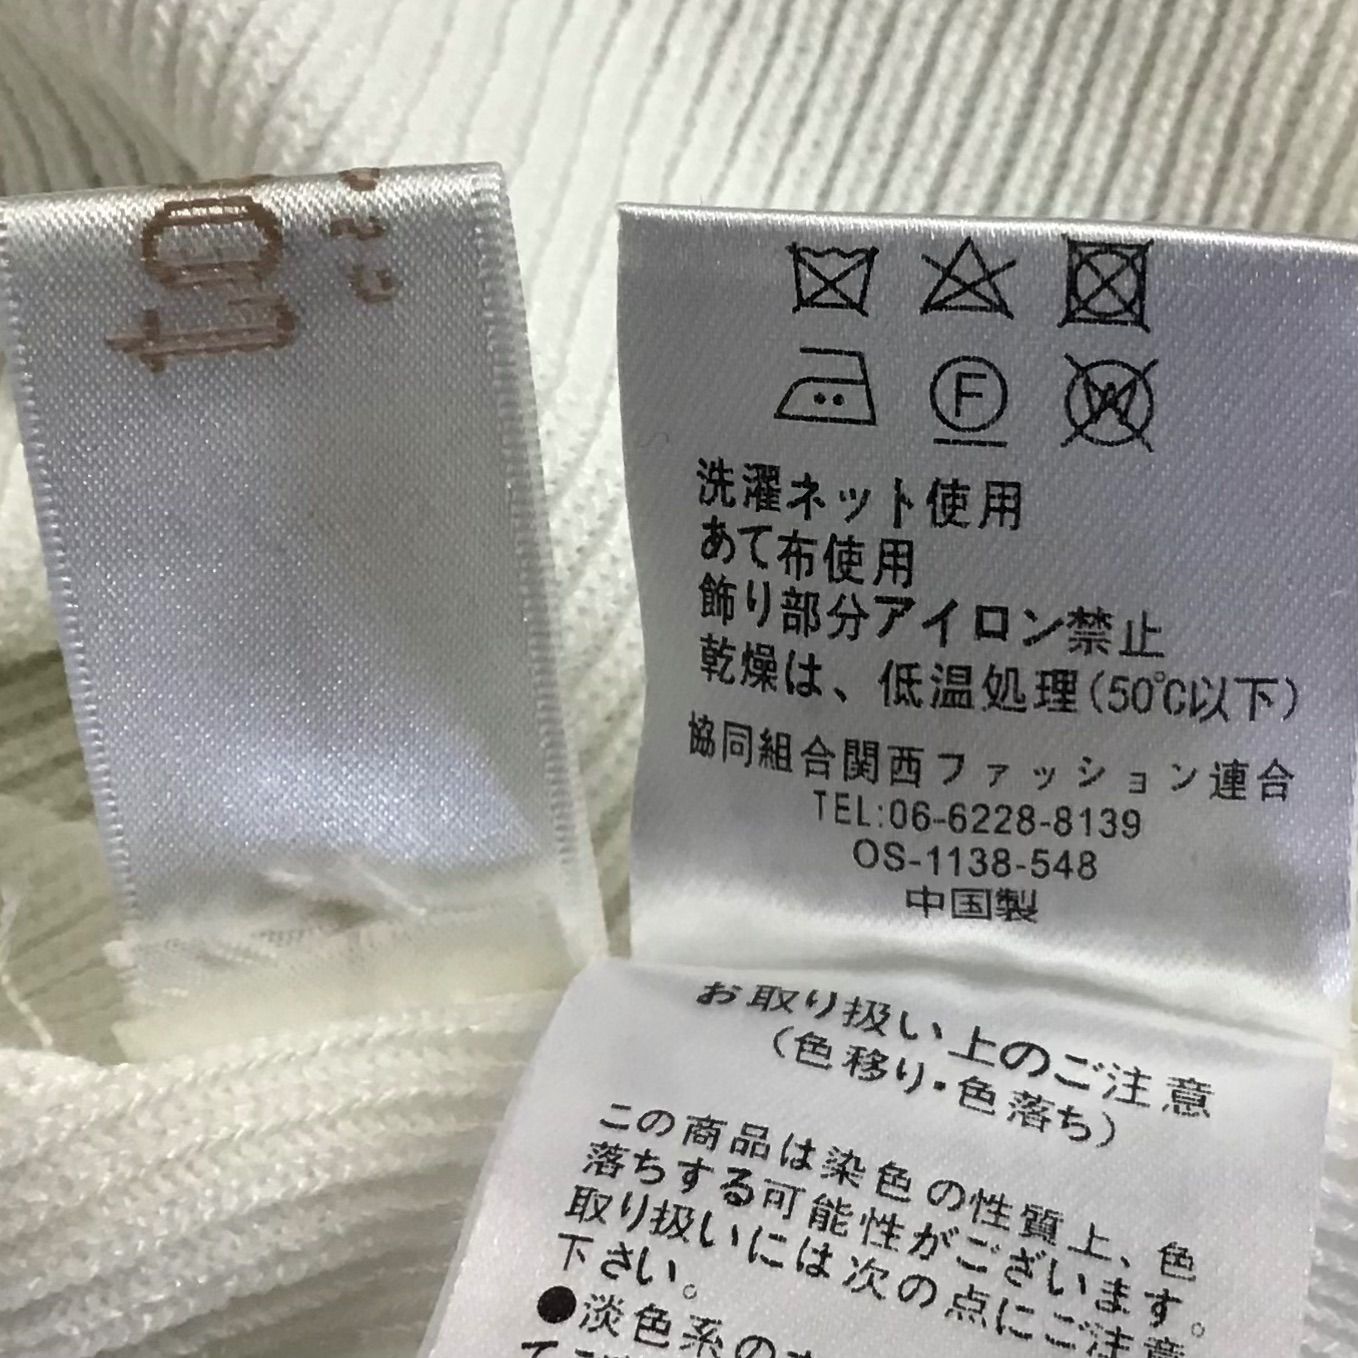 F
W
洗濯ネット使用
あて布使用
飾り部分アイロン禁止
乾燥は、低温処理(50℃以下)
協同組合関西ファッション連合
TEL:06-6228-8139
OS-1138-548
中国製
お取り扱い上のご注意
(色移り・色落ち)
この商品は染色の性質上、色
落ちする可能性がございます。
取り扱いには次の点にご注意
下さい。
●淡色系の